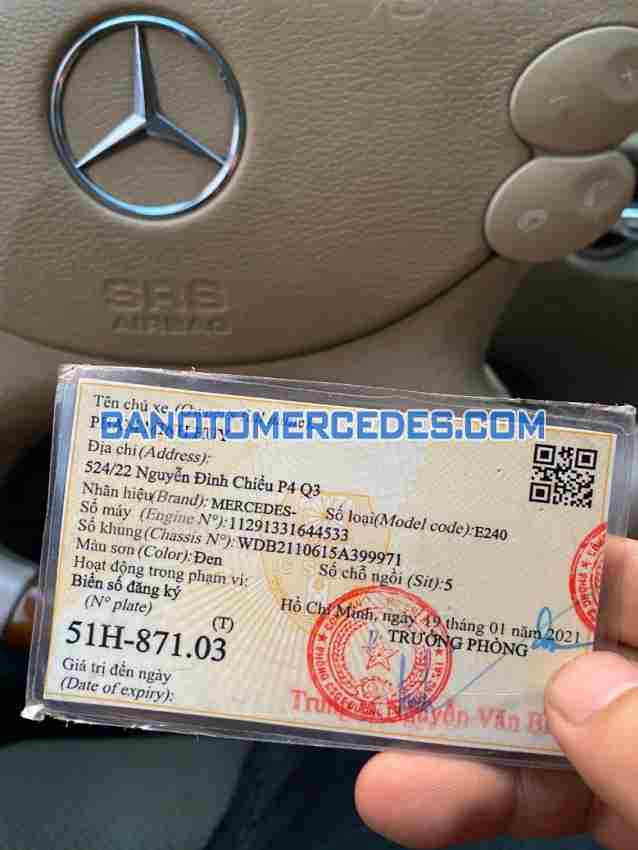 SRS
AIRBAG
Tên chủ xe
BANOTOMERCEDES.COM
Địa chỉ (Address):
524/22 Nguyễn Đình Chiểu P4 Q3
Nhãn hiệu(Brand): MERCEDES- Số loại(Model code):E240
Số máy (Engine N°):11291331644533
Số khung (Chassis N°):WDB2110615A399971
Màu sơn (Color):Đen Số chỗ ngồi (Sit):5
Hoạt động trong phạm vi:
Biển số đăng ký
(N° plate) Hồ Chí Minh, ngày 19 tháng 01 năm 2021
(T) TRƯỞNG PHÒNG
51H-871.03
Giá trị đến ngày
(Date of expiry): Nguyễn Văn